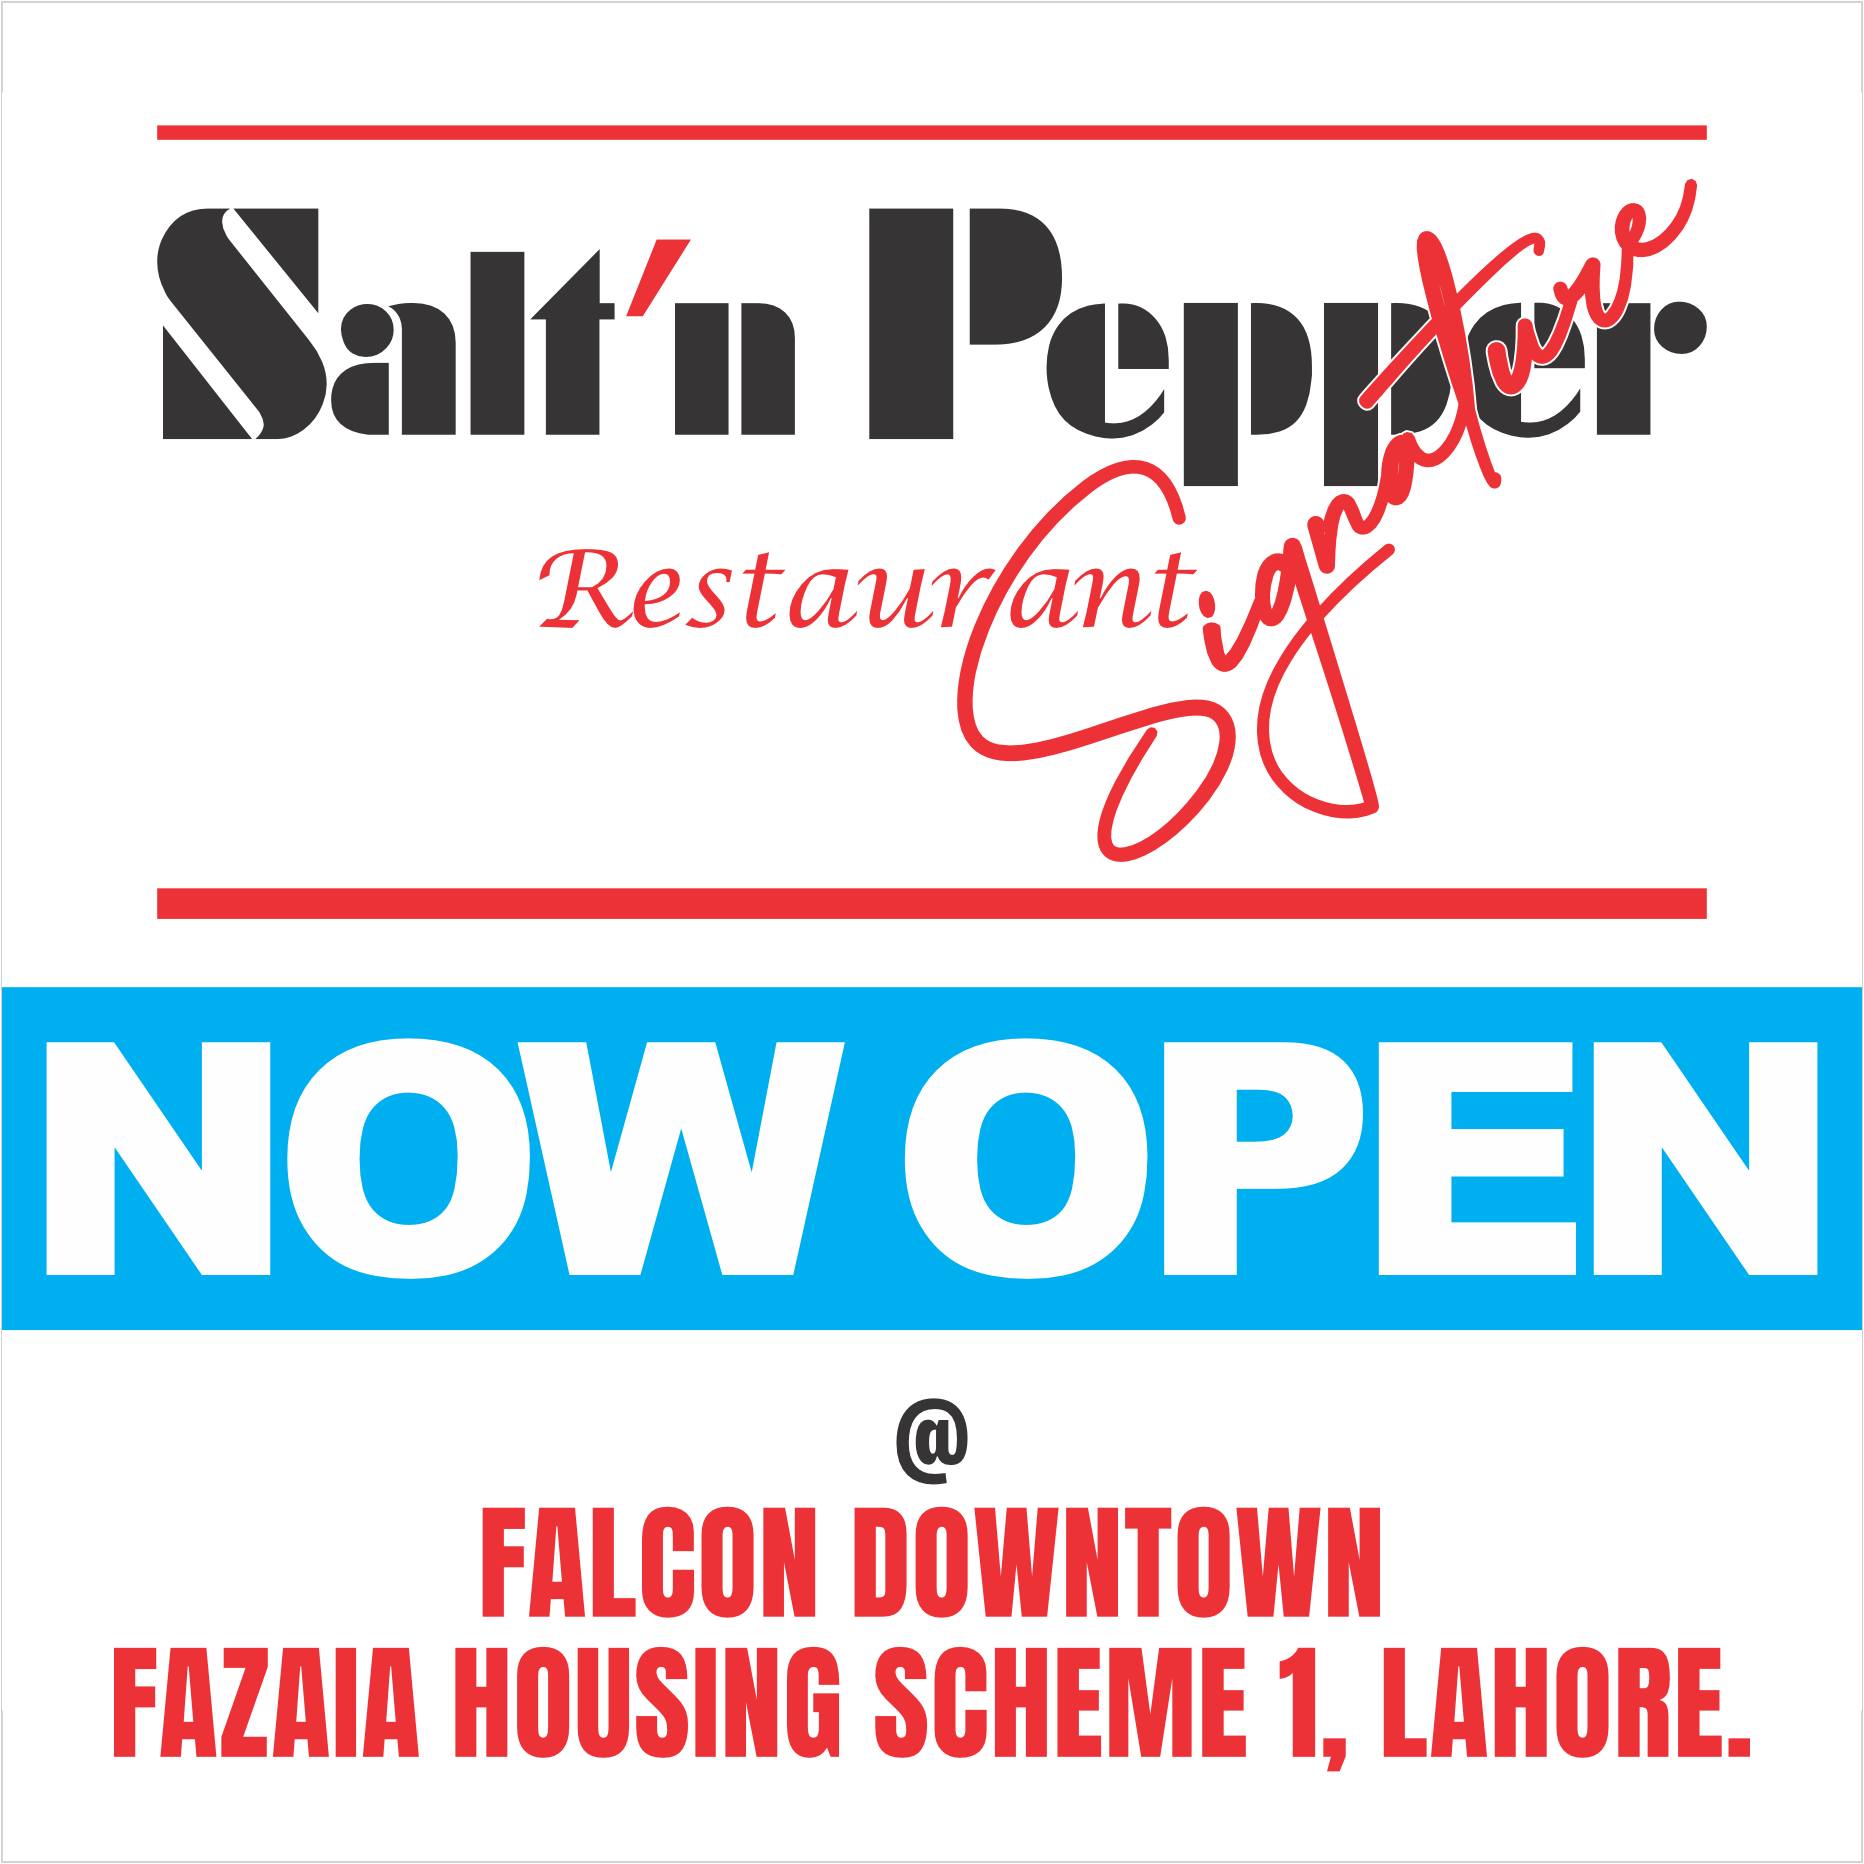 Salt'n Pepper
Restaurant
Signature
NOW OPEN
@
FALCON DOWNTOWN
FAZAIA HOUSING SCHEME 1, LAHORE.